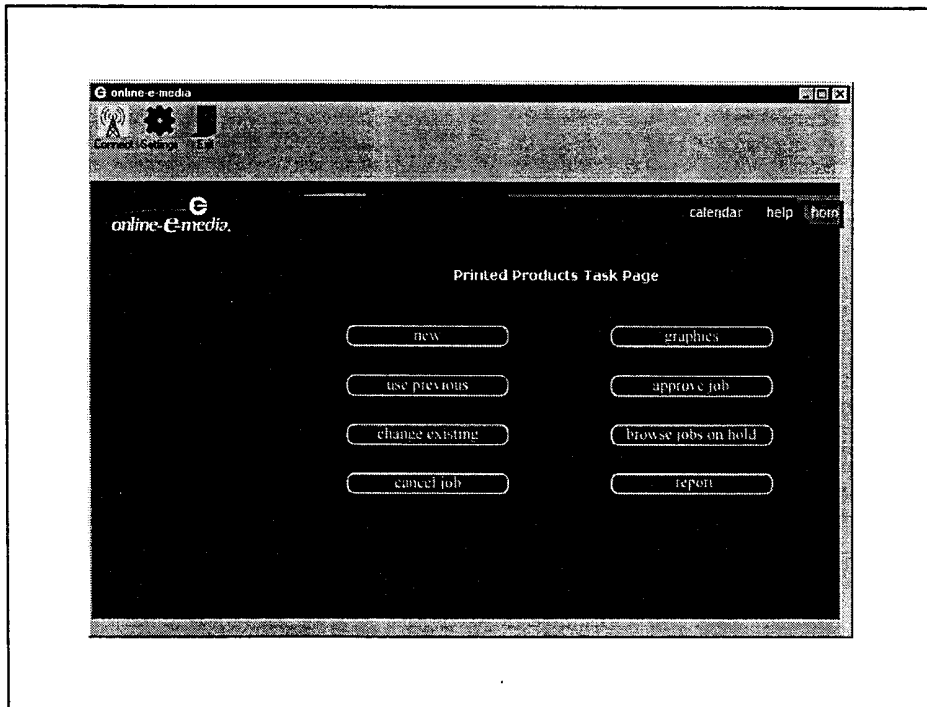 online-e-media
Connect Settings Exit
online-e-media.
calendar help hom
Printed Products Task Page
new graphics
use previous approve job
change existing browse jobs on hold
cancel job report